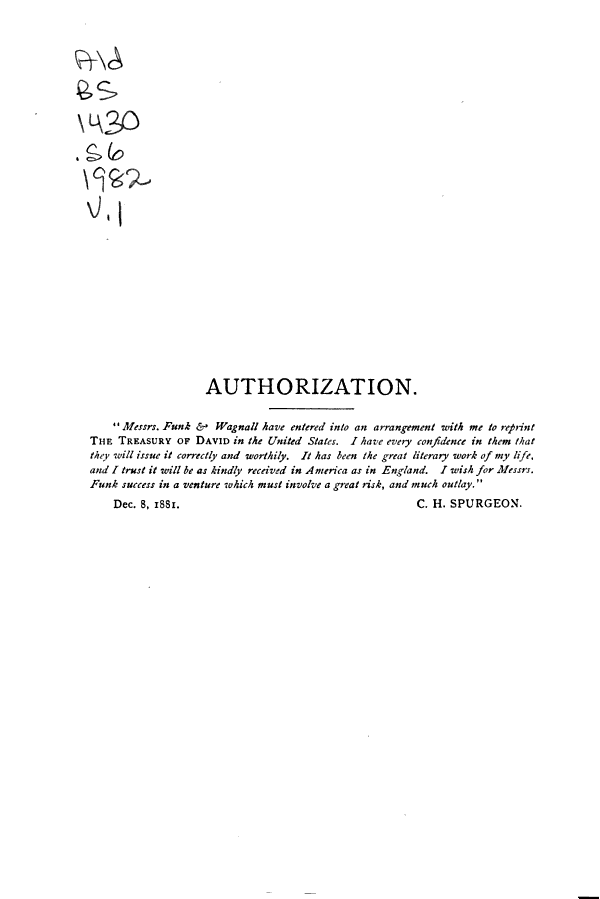 Ald
BS
1430
.S6
1982
V.1
AUTHORIZATION.
"Messrs. Funk & Wagnall have entered into an arrangement with me to reprint
THE TREASURY OF DAVID in the United States. I have every confidence in them that
they will issue it correctly and worthily. It has been the great literary work of my life,
and I trust it will be as kindly received in America as in England. I wish for Messrs.
Funk success in a venture which must involve a great risk, and much outlay."
Dec. 8, 1881. C. H. SPURGEON.